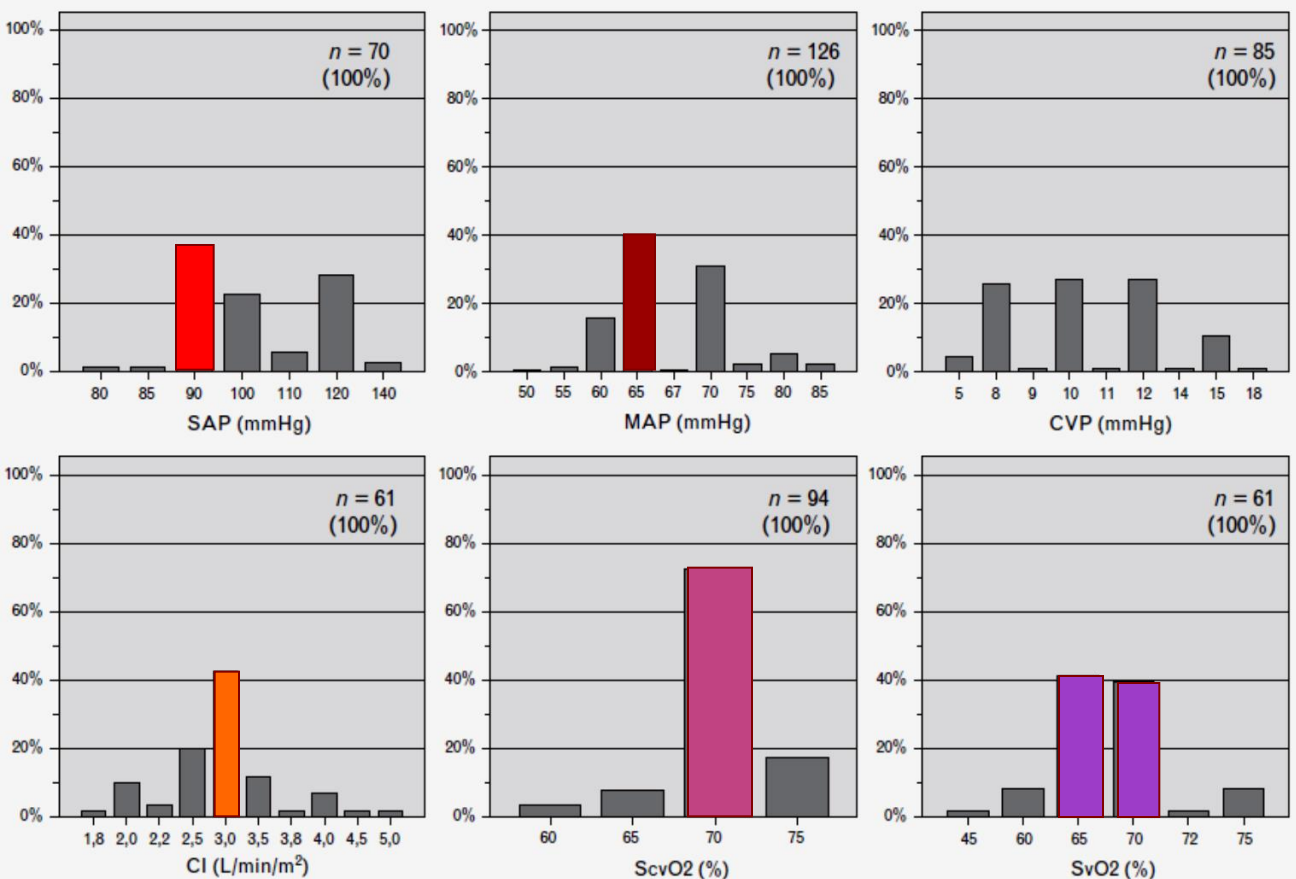 100%
80%
60%
40%
20%
0%
n = 70
(100%)
80 85 90 100 110 120 140
SAP (mmHg)
100%
80%
60%
40%
20%
0%
n = 126
(100%)
50 55 60 65 67 70 75 80 85
MAP (mmHg)
100%
80%
60%
40%
20%
0%
n = 85
(100%)
5 8 9 10 11 12 14 15 18
CVP (mmHg)
100%
80%
60%
40%
20%
0%
n = 61
(100%)
1,8 2,0 2,2 2,5 3,0 3,5 3,8 4,0 4,5 5,0
CI (L/min/m²)
100%
80%
60%
40%
20%
0%
n = 94
(100%)
60 65 70 75
ScvO2 (%)
100%
80%
60%
40%
20%
0%
n = 61
(100%)
45 60 65 70 72 75
SvO2 (%)